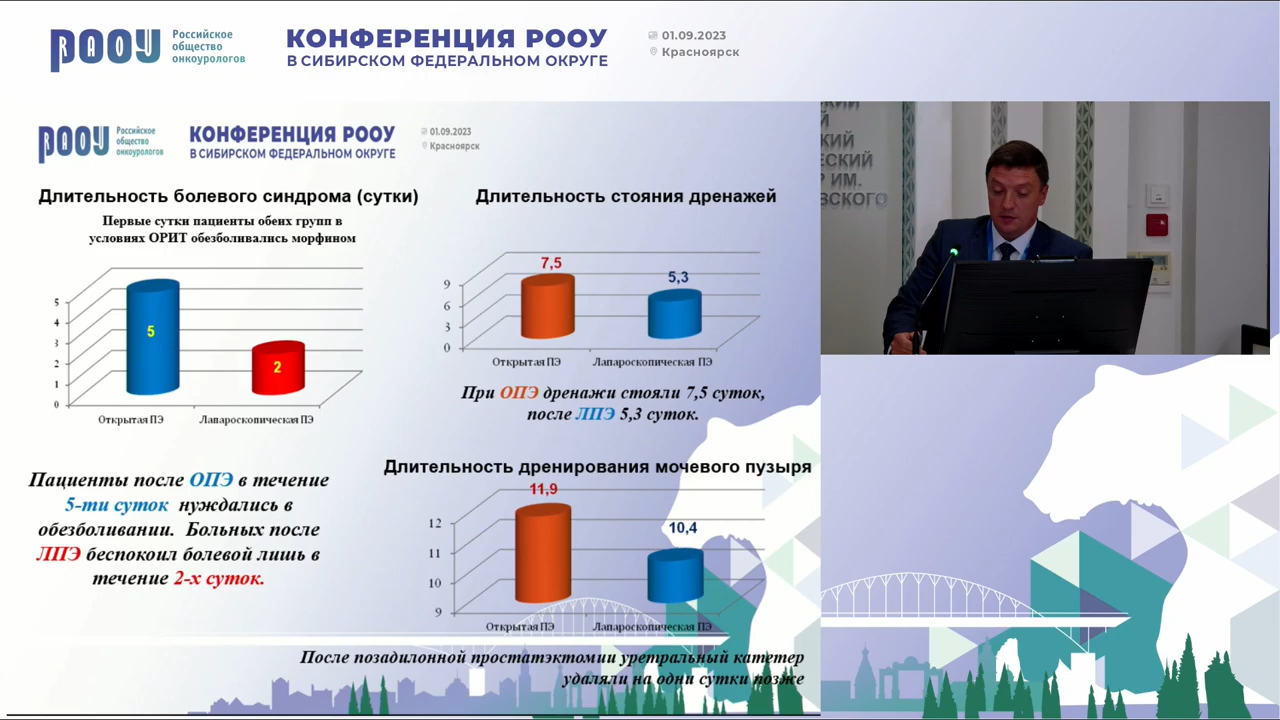 РООУ
RAOU
Российское
общество
онкоурологов
КОНФЕРЕНЦИЯ РООУ
В СИБИРСКОМ ФЕДЕРАЛЬНОМ ОКРУГЕ
01.09.2023
Красноярск
РООУ
Российское
общество
онкоурологов
КОНФЕРЕНЦИЯ РООУ
В СИБИРСКОМ ФЕДЕРАЛЬНОМ ОКРУГЕ
01.09.2023
Красноярск
Длительность болевого синдрома (сутки)
Первые сутки пациенты обеих групп в
условиях ОРИТ обезболивались морфином
5
4
3
2
1
0
5
2
Открытая ПЭ
Лапароскопическая ПЭ
Пациенты после ОПЭ в течение
5-ти суток нуждались в
обезболивании. Больных после
ЛПЭ беспокоил болевой лишь в
течение 2-х суток.
Длительность стояния дренажей
9
6
3
0
7,5
5,3
Открытая ПЭ
Лапароскопическая ПЭ
При ОПЭ дренажи стояли 7,5 суток,
после ЛПЭ 5,3 суток.
Длительность дренирования мочевого пузыря
12
11
10
9
11,9
10,4
Открытая ПЭ
Лапароскопическая ПЭ
После позадилонной простатэктомии уретральный катетер
удаляли на одни сутки позже
СКИЙ
Й
КИЙ
ЕСКИЙ
Р ИМ.
ВСКОГО